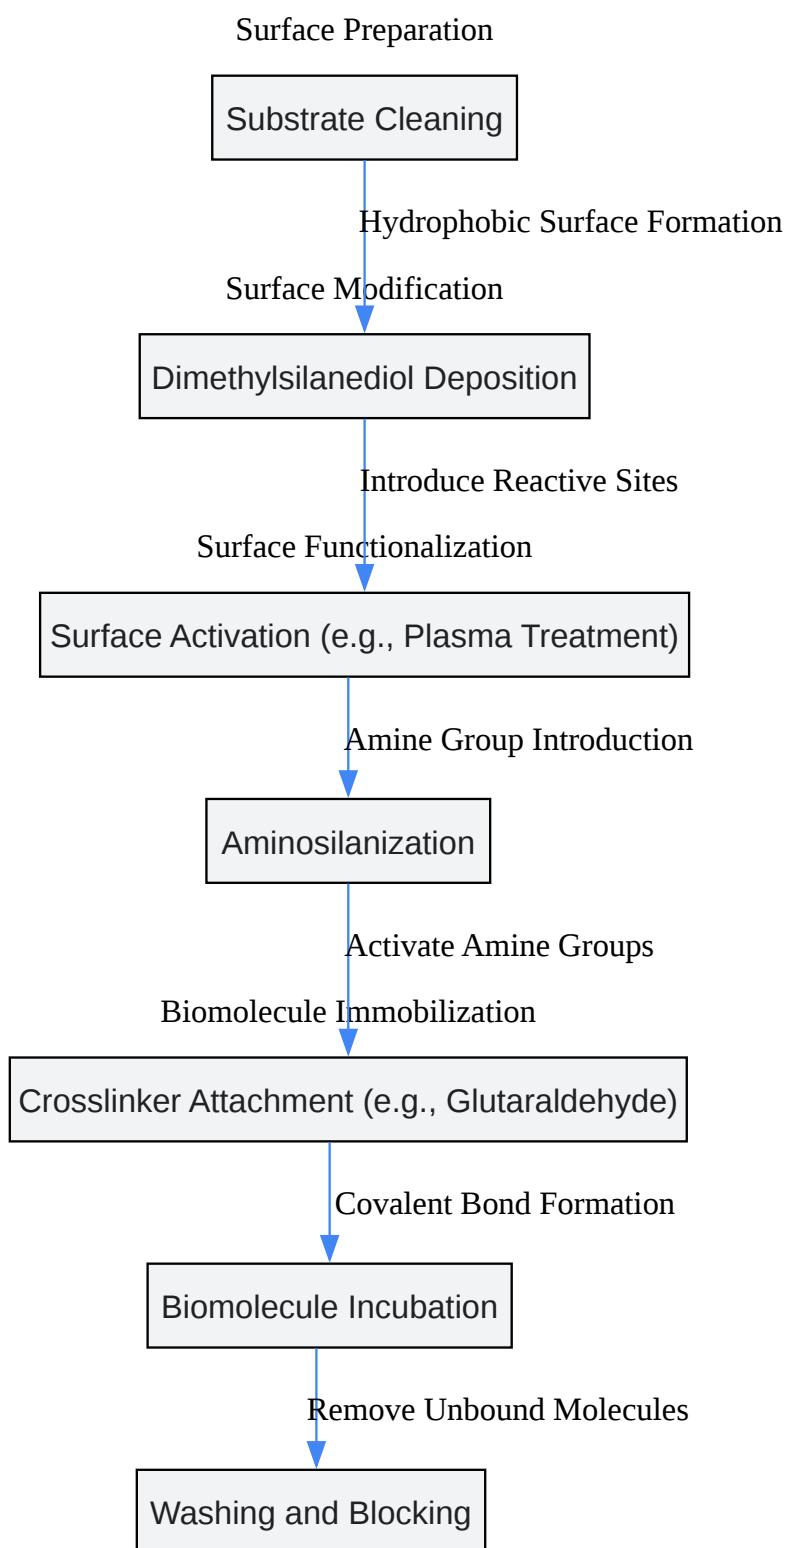 Surface Preparation
Substrate Cleaning
Hydrophobic Surface Formation
Surface Modification
Dimethylsilanediol Deposition
Introduce Reactive Sites
Surface Functionalization
Surface Activation (e.g., Plasma Treatment)
Amine Group Introduction
Aminosilanization
Activate Amine Groups
Biomolecule Immobilization
Crosslinker Attachment (e.g., Glutaraldehyde)
Covalent Bond Formation
Biomolecule Incubation
Remove Unbound Molecules
Washing and Blocking